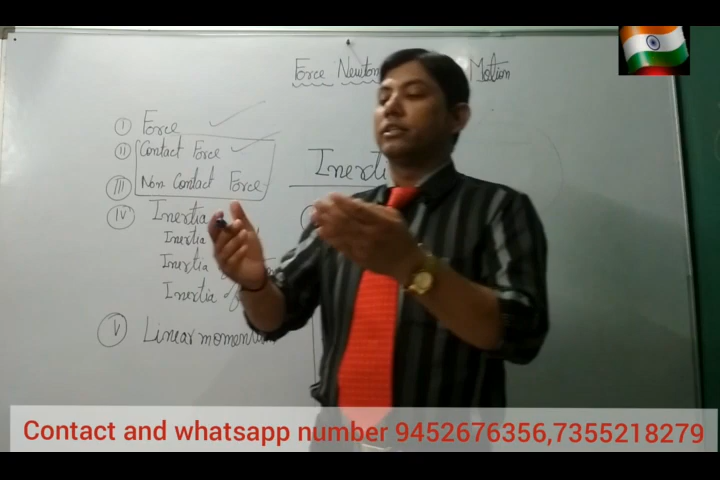 Force Newton Motion
I Force
II Contact Force
III Non Contact Force
IV Inertia
Inertia
Inertia
Inertia of
V Linear momentum
Inerti
Contact and whatsapp number 9452676356,7355218279